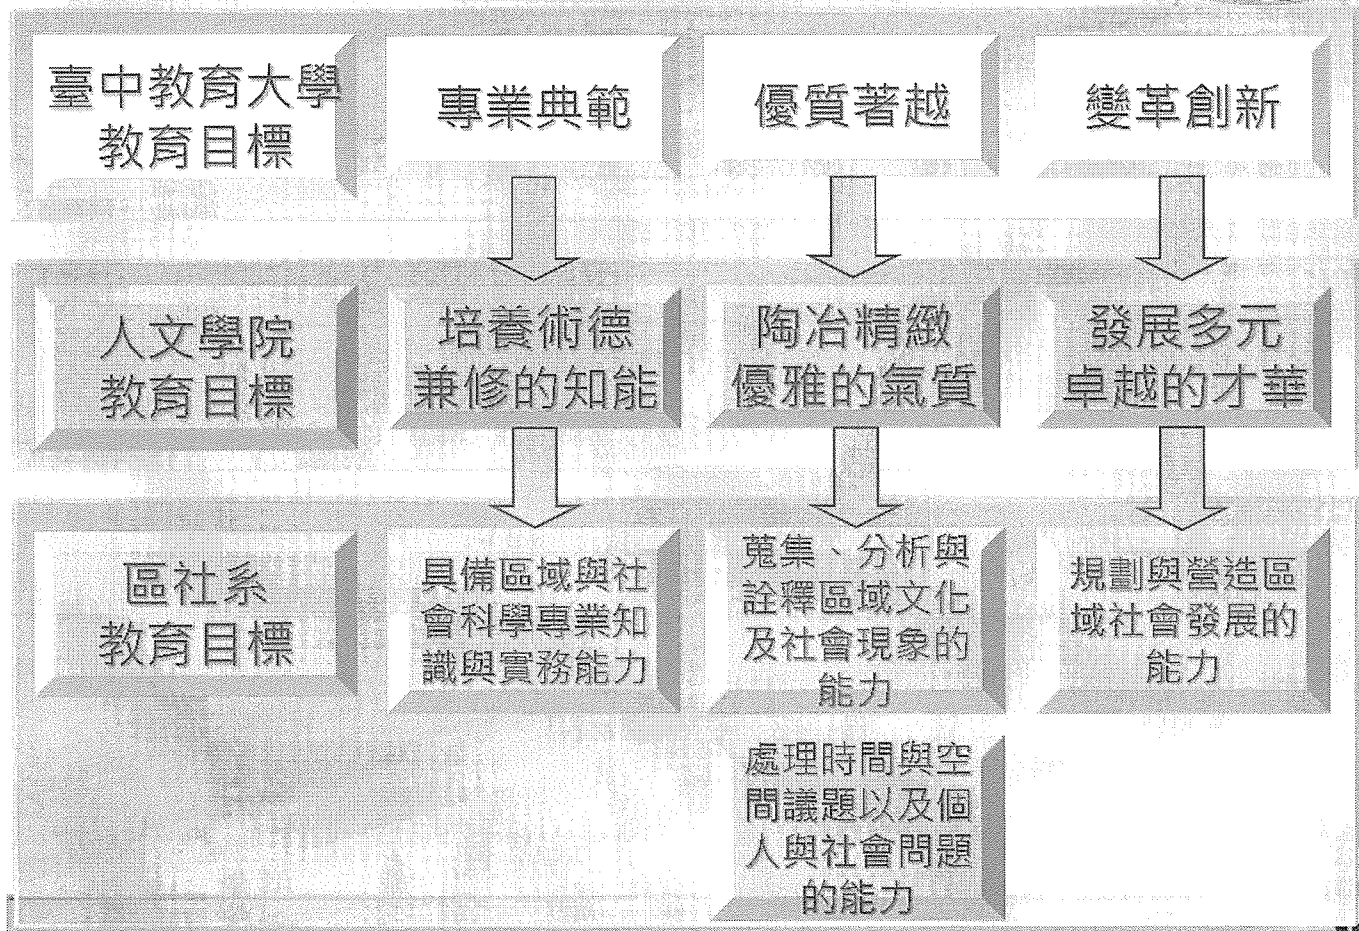 臺中教育大學
教育目標
專業典範
優質著越
變革創新
人文學院
教育目標
培養術德
兼修的知能
陶冶精緻
優雅的氣質
發展多元
卓越的才華
區社系
教育目標
具備區域與社
會科學專業知
識與實務能力
蒐集、分析與
詮釋區域文化
及社會現象的
能力
規劃與營造區
域社會發展的
能力
處理時間與空
間議題以及個
人與社會問題
的能力